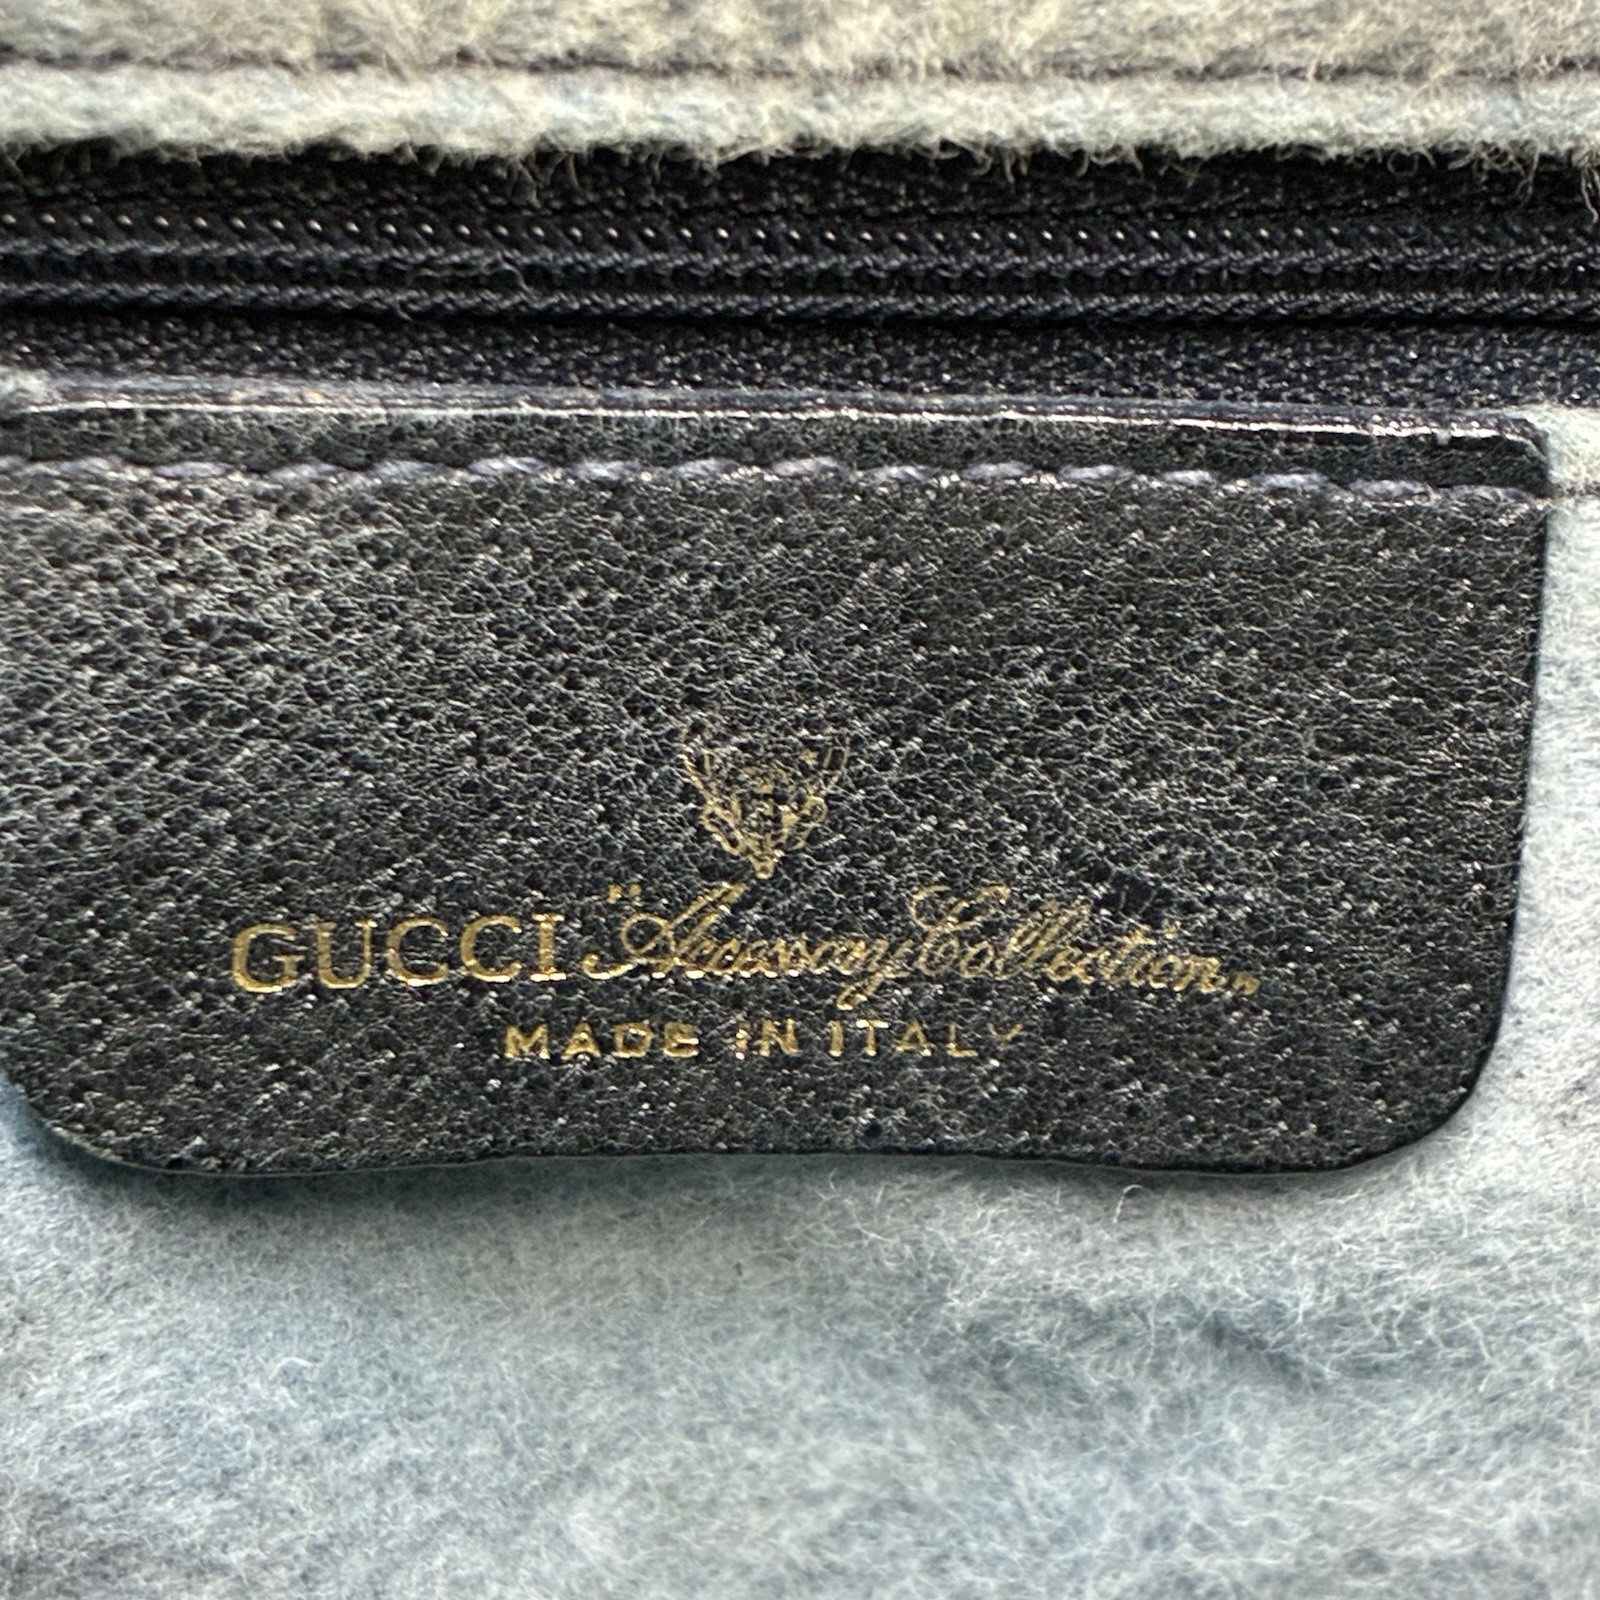 GUCCI "Accessory Collection„
MADE IN ITALY